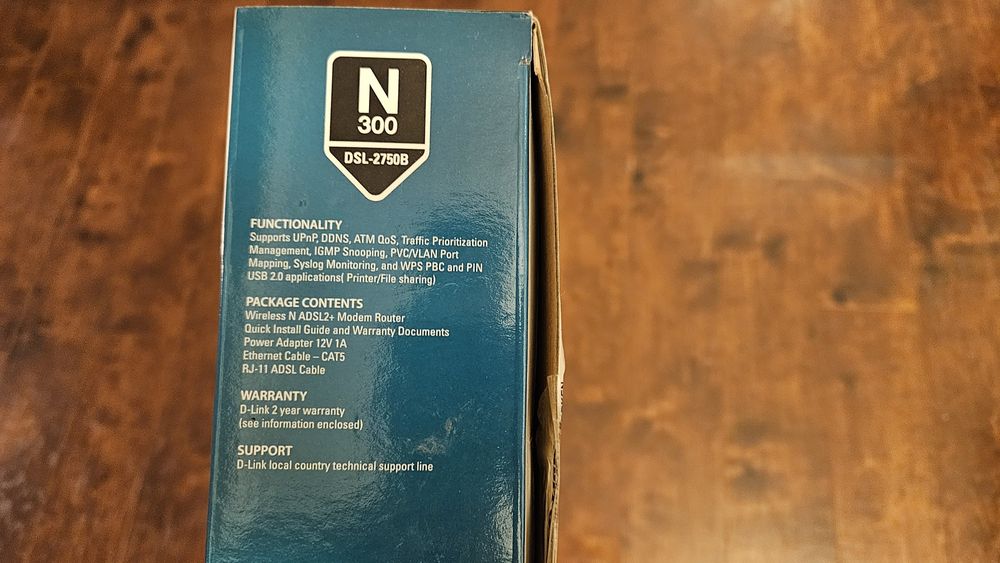 N
300
DSL-2750B
FUNCTIONALITY
Supports UPnP, DDNS, ATM QoS, Traffic Prioritization
Management, IGMP Snooping, PVC/VLAN Port
Mapping, Syslog Monitoring, and WPS PBC and PIN
USB 2.0 applications( Printer/File sharing)
PACKAGE CONTENTS
Wireless N ADSL2+ Modem Router
Quick Install Guide and Warranty Documents
Power Adapter 12V 1A
Ethernet Cable – CAT5
RJ-11 ADSL Cable
WARRANTY
D-Link 2 year warranty
(see information enclosed)
SUPPORT
D-Link local country technical support line